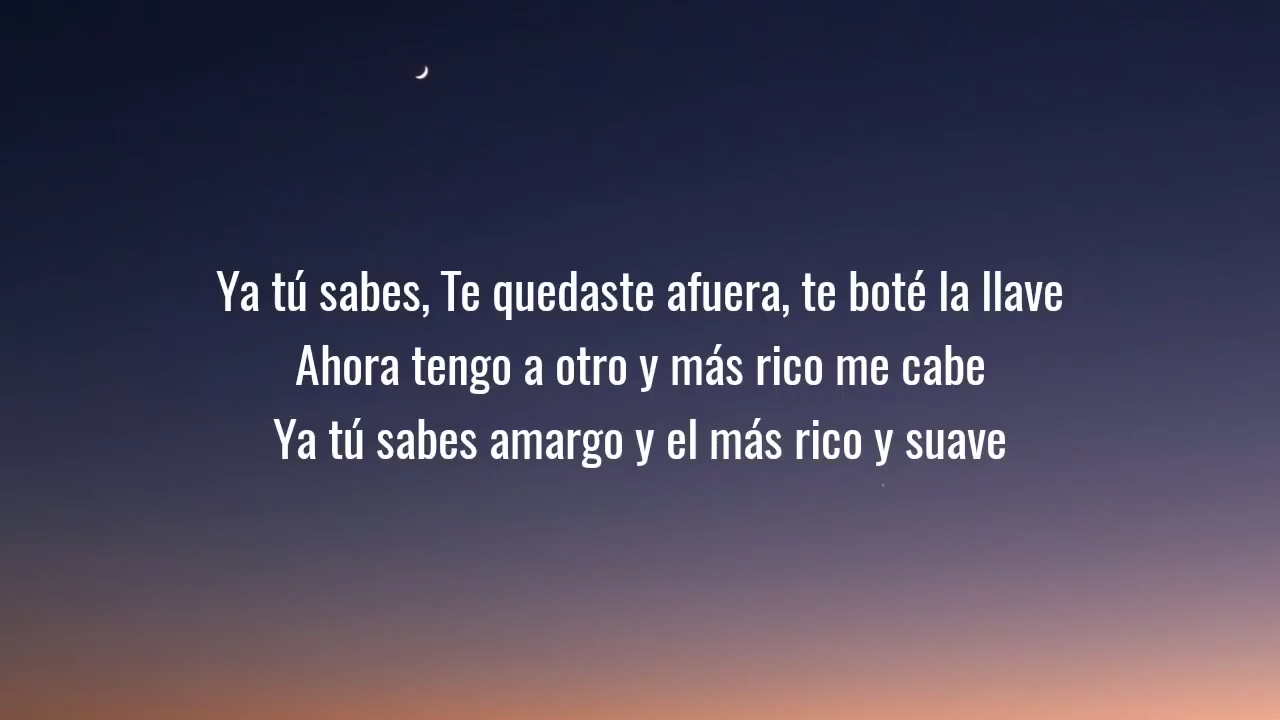 Ya tú sabes, Te quedaste afuera, te boté la llave
Ahora tengo a otro y más rico me cabe
Ya tú sabes amargo y el más rico y suave